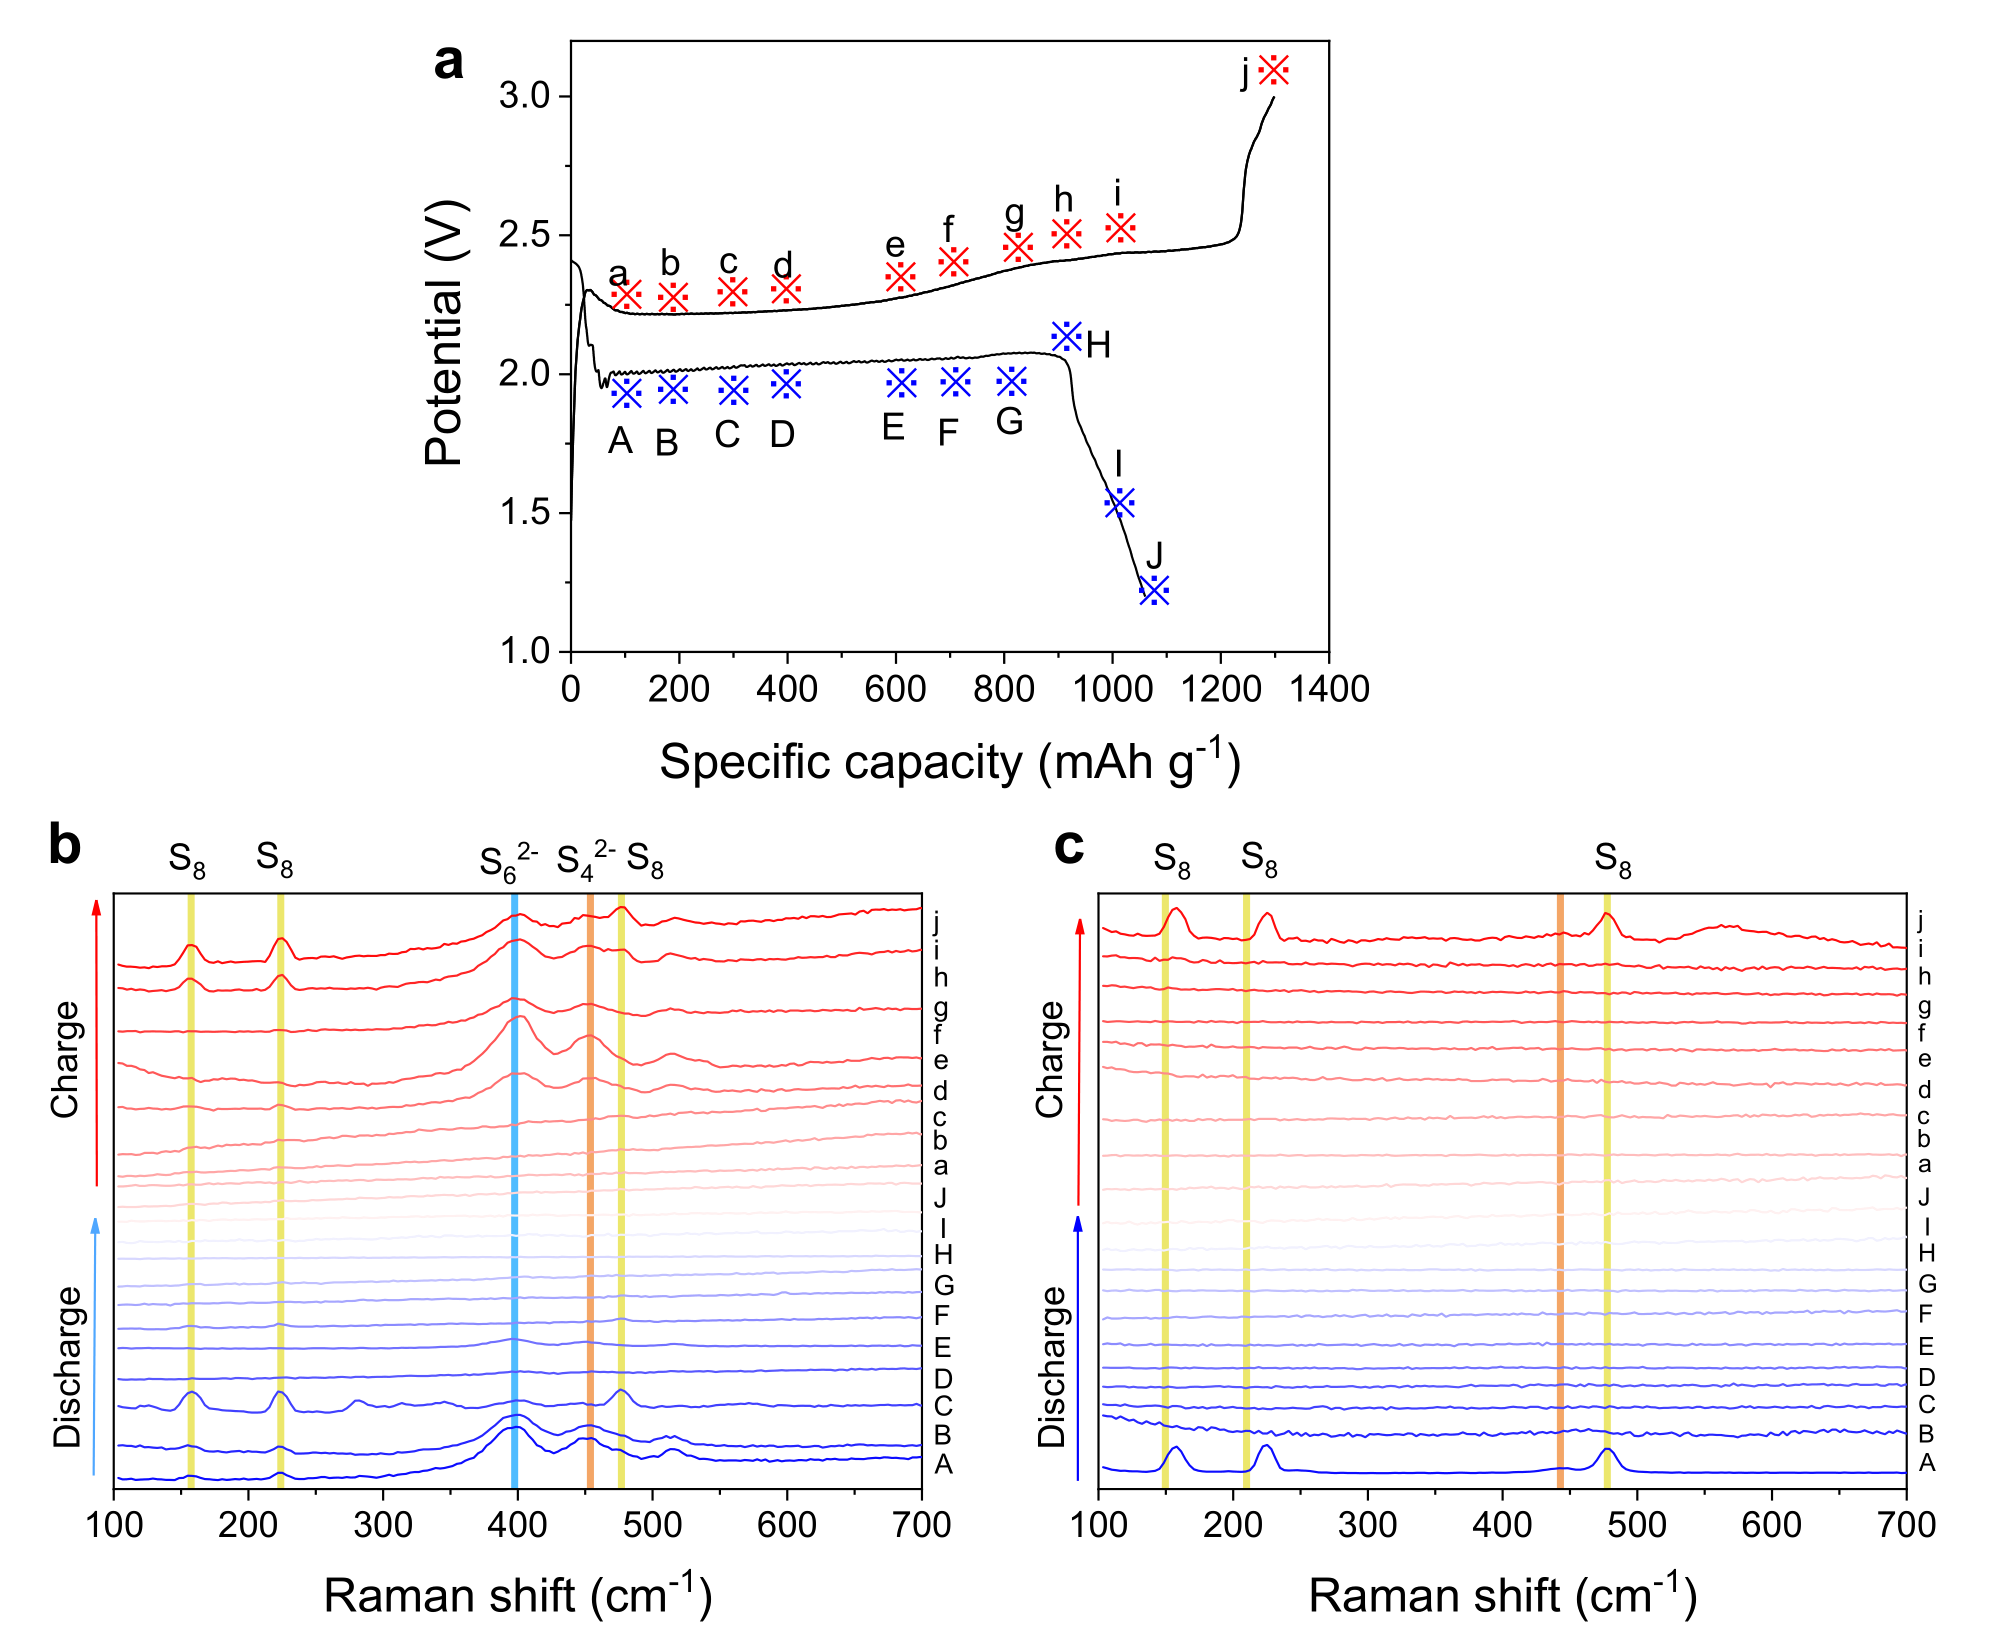 a
3.0
2.5
2.0
1.5
1.0
Potential (V)
j
a b c d e f g h i
H
A B C D E F G
I
J
0 200 400 600 800 1000 1200 1400
Specific capacity (mAh g⁻¹)
b
S₈ S₈ S₆²⁻ S₄²⁻ S₈
Charge
Discharge
j
i
h
g
f
e
d
c
b
a
J
I
H
G
F
E
D
C
B
A
100 200 300 400 500 600 700
Raman shift (cm⁻¹)
c
S₈ S₈ S₈
Charge
Discharge
j
i
h
g
f
e
d
c
b
a
J
I
H
G
F
E
D
C
B
A
100 200 300 400 500 600 700
Raman shift (cm⁻¹)